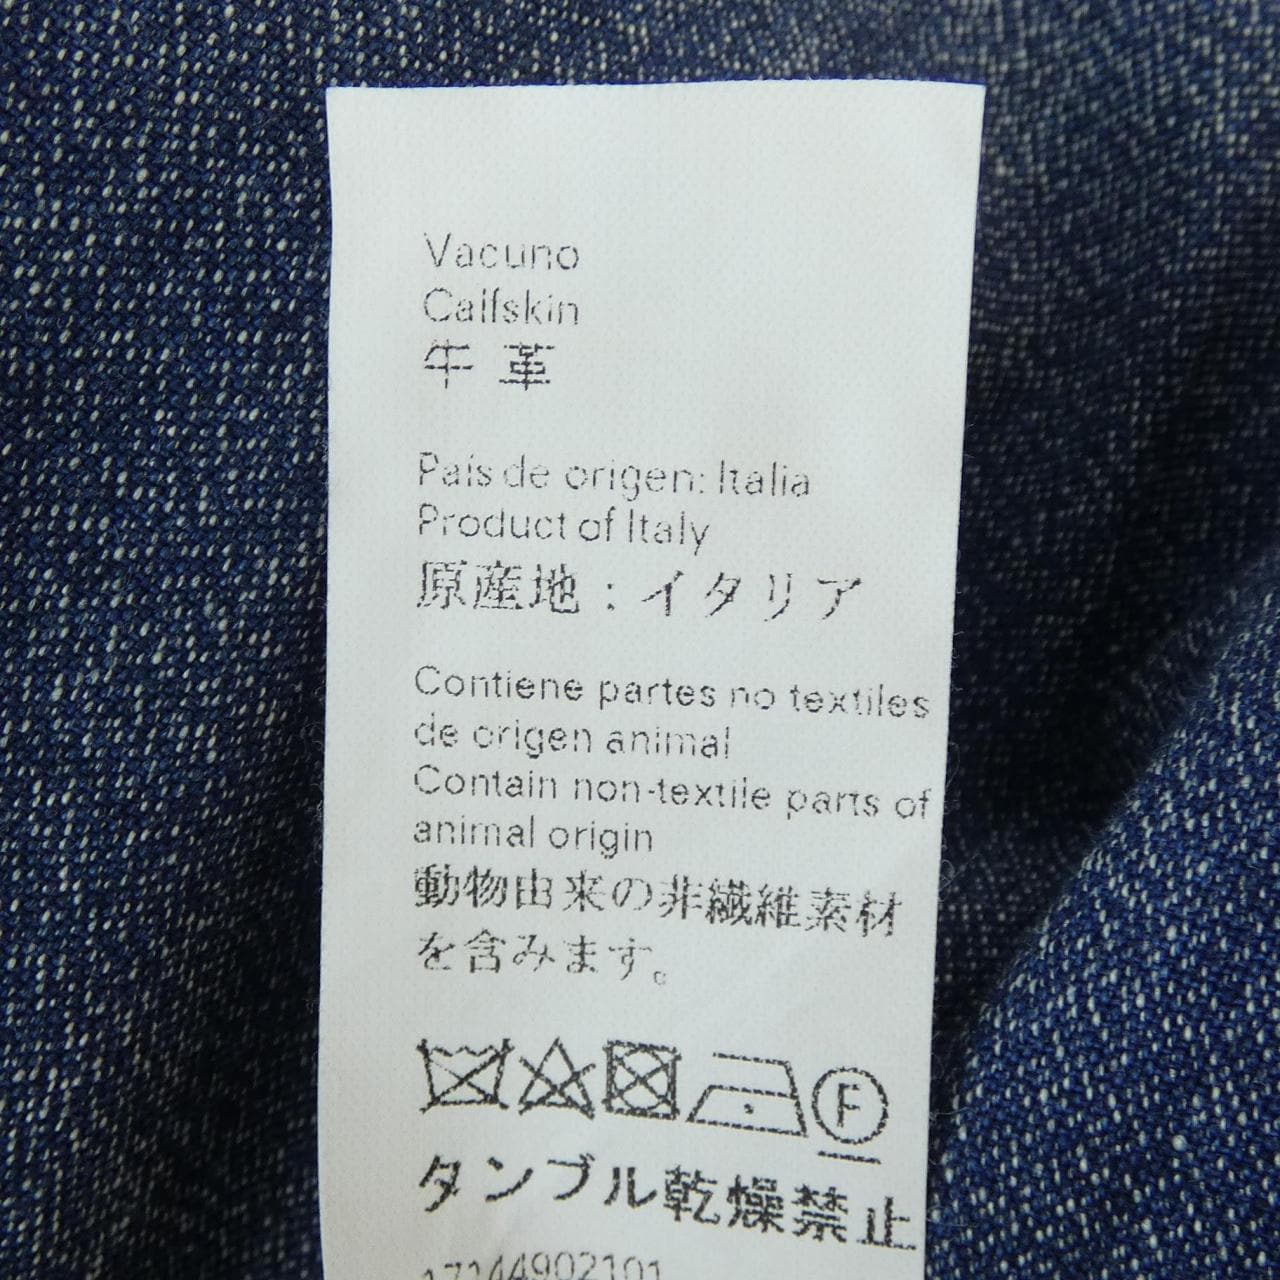 Vacuno
Calfskin
牛 革
País de origen: Italia
Product of Italy
原産地：イタリア
Contiene partes no textiles
de origen animal
Contain non-textile parts of
animal origin
動物由来の非繊維素材
を含みます。
F
タンブル乾燥禁止